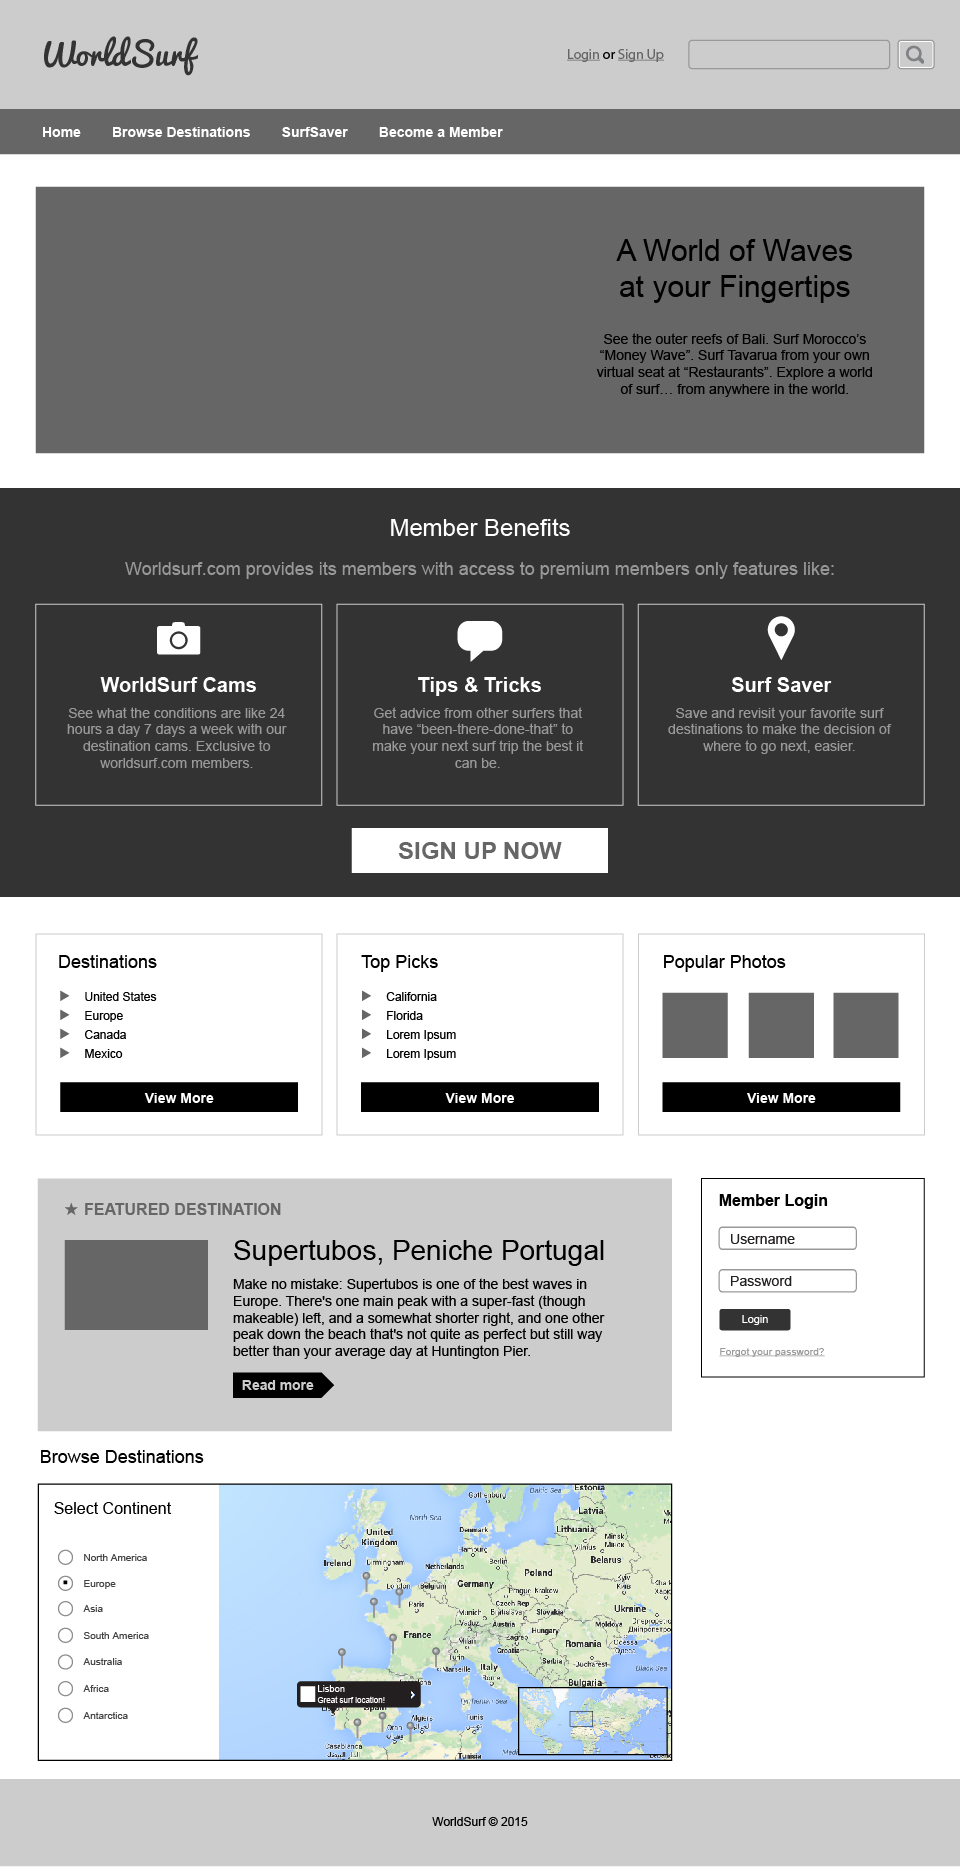 WorldSurf
Login or Sign Up
Home Browse Destinations SurfSaver Become a Member
A World of Waves
at your Fingertips
See the outer reefs of Bali. Surf Morocco’s
“Money Wave”. Surf Tavarua from your own
virtual seat at “Restaurants”. Explore a world
of surf… from anywhere in the world.
Member Benefits
Worldsurf.com provides its members with access to premium members only features like:
WorldSurf Cams
See what the conditions are like 24
hours a day 7 days a week with our
destination cams. Exclusive to
worldsurf.com members.
Tips & Tricks
Get advice from other surfers that
have “been-there-done-that” to
make your next surf trip the best it
can be.
Surf Saver
Save and revisit your favorite surf
destinations to make the decision of
where to go next, easier.
SIGN UP NOW
Destinations
United States
Europe
Canada
Mexico
View More
Top Picks
California
Florida
Lorem Ipsum
Lorem Ipsum
View More
Popular Photos
View More
★ FEATURED DESTINATION
Supertubos, Peniche Portugal
Make no mistake: Supertubos is one of the best waves in
Europe. There's one main peak with a super-fast (though
makeable) left, and a somewhat shorter right, and one other
peak down the beach that's not quite as perfect but still way
better than your average day at Huntington Pier.
Read more
Member Login
Username
Password
Login
Forgot your password?
Browse Destinations
Select Continent
North America
Europe
Asia
South America
Australia
Africa
Antarctica
Baltic Sea
Estonia
North Sea
Latvia
United
Kingdom
Denmark
Lithuania
Minsk
Ireland
Birmingham
Hamburg
Netherlands
Berlin
Belarus
London
Belgium
Germany
Poland
Paris
Prague
Krakow
Czech Rep
Munich
Bratislava
Slovakia
Ukraine
Vaduz
Austria
Hungary
Moldova
France
Milan
Zagreb
Croatia
Romania
Turin
Marseille
Italy
Serbia
Bucharest
Black Sea
Rome
Bulgaria
Lisbon
Great surf location!
Spain
Tyrrhenian Sea
Algiers
Oran
Tunis
Casablanca
Tunisia
WorldSurf © 2015